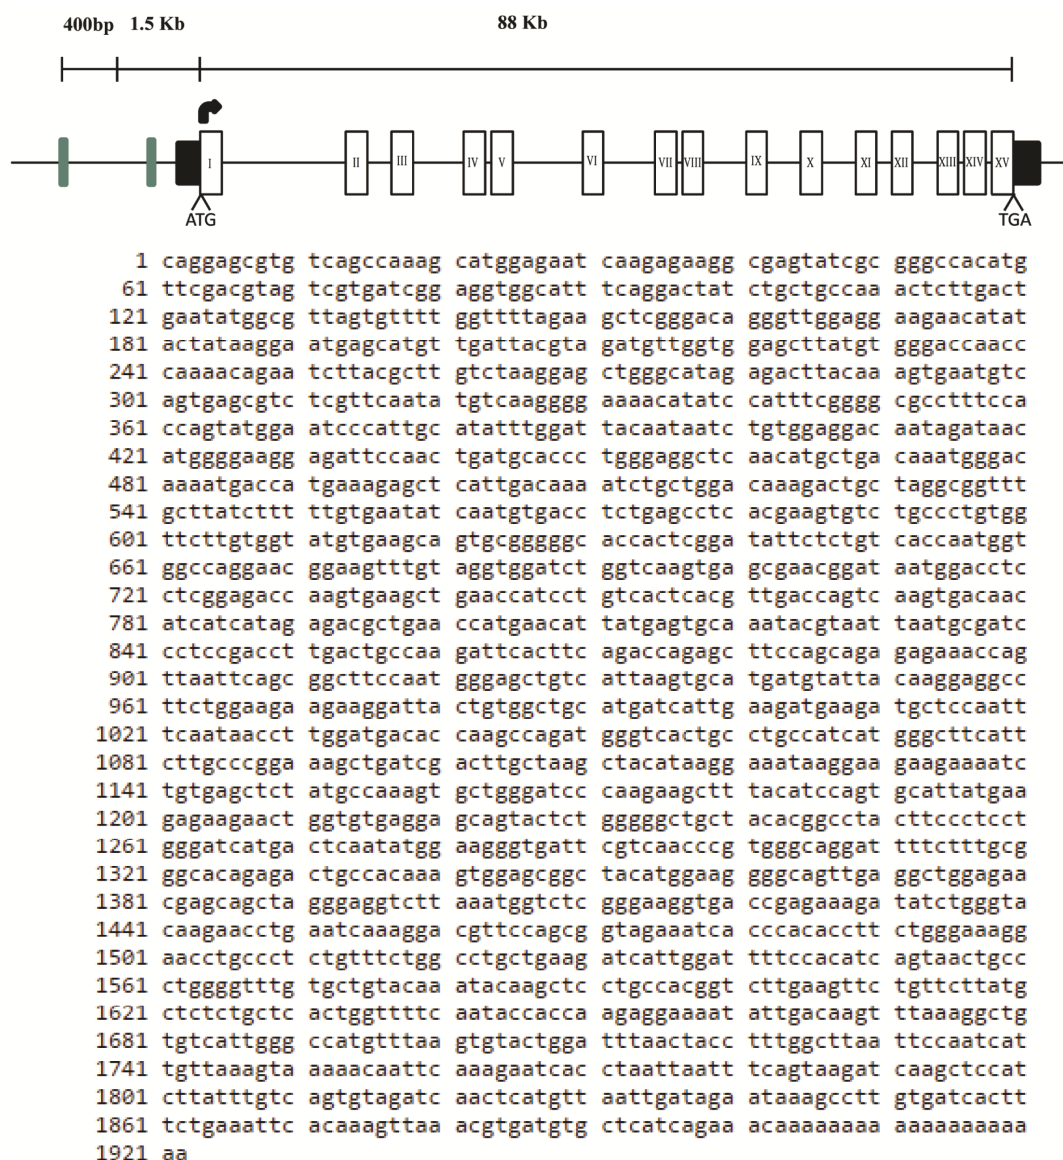 400bp 1.5 Kb 88 Kb
I II III IV V VI VII VIII IX X XI XII XIII XIV XV
ATG TGA
1 caggagcgtg tcagccaaag catggagaat caagagaagg cgagtatcgc gggccacatg
61 ttcgacgtag tcgtgatcgg aggtggcatt tcaggactat ctgctgccaa actcttgact
121 gaatatggcg ttagtgtttt ggttttagaa gctcgggaca gggttggagg aagaacatat
181 actataagga atgagcatgt tgattacgta gatgttggtg gagcttatgt gggaccaacc
241 caaaacagaa tcttacgctt gtctaaggag ctgggcatag agacttacaa agtgaatgtc
301 agtgagcgtc tcgttcaata tgtcaagggg aaaacatatc catttcgggg cgcctttcca
361 ccagtatgga atcccattgc atatttggat tacaataatc tgtggaggac aatagataac
421 atggggaagg agattccaac tgatgcaccc tgggaggctc aacatgctga caaatgggac
481 aaaatgacca tgaaagagct cattgacaaa atctgctgga caaagactgc taggcggttt
541 gcttatcttt ttgtgaatat caatgtgacc tctgagcctc acgaagtgtc tgccctgtgg
601 ttcttgtggt atgtgaagca gtgcgggggc accactcgga tattctctgt caccaatggt
661 ggccaggaac ggaagtttgt aggtggatct ggtcaagtga gcgaacggat aatggacctc
721 ctcggagacc aagtgaagct gaaccatcct gtcactcacg ttgaccagtc aagtgacaac
781 atcatcatag agacgctgaa ccatgaacat tatgagtgca aatacgtaat taatgcgatc
841 cctccgacct tgactgccaa gattcacttc agaccagagc ttccagcaga gagaaaccag
901 ttaattcagc ggcttccaat gggagctgtc attaagtgca tgatgtatta caaggaggcc
961 ttctggaaga agaaggatta ctgtggctgc atgatcattg aagatgaaga tgctccaatt
1021 tcaataacct tggatgacac caagccagat gggtcactgc ctgccatcat gggcttcatt
1081 cttgcccgga aagctgatcg acttgctaag ctacataagg aaataaggaa gaagaaaatc
1141 tgtgagctct atgccaaagt gctgggatcc caagaagctt tacatccagt gcattatgaa
1201 gagaagaact ggtgtgagga gcagtactct gggggctgct acacggccta cttccctcct
1261 gggatcatga ctcaatatgg aagggtgatt cgtcaacccg tgggcaggat tttctttgcg
1321 ggcacagaga ctgccacaaa gtggagcggc tacatggaag gggcagttga ggctggagaa
1381 cgagcagcta gggaggtctt aaatggtctc gggaaggtga ccgagaaaga tatctgggta
1441 caagaacctg aatcaaagga cgttccagcg gtagaaatca cccacacctt ctgggaaagg
1501 aacctgccct ctgtttctgg cctgctgaag atcattggat tttccacatc agtaactgcc
1561 ctggggtttg tgctgtacaa atacaagctc ctgccacggt cttgaagttc tgttcttatg
1621 ctctctgctc actggttttc aataccacca agaggaaaat attgacaagt ttaaaggctg
1681 tgtcattggg ccatgtttaa gtgtactgga tttaactacc tttggcttaa ttccaatcat
1741 tgttaaagta aaaacaattc aaagaatcac ctaattaatt tcagtaagat caagctccat
1801 cttatttgtc agtgtagatc aactcatgtt aattgataga ataaagcctt gtgatcactt
1861 tctgaaattc acaaagttaa acgtgatgtg ctcatcagaa acaaaaaaaa aaaaaaaaaa
1921 aa